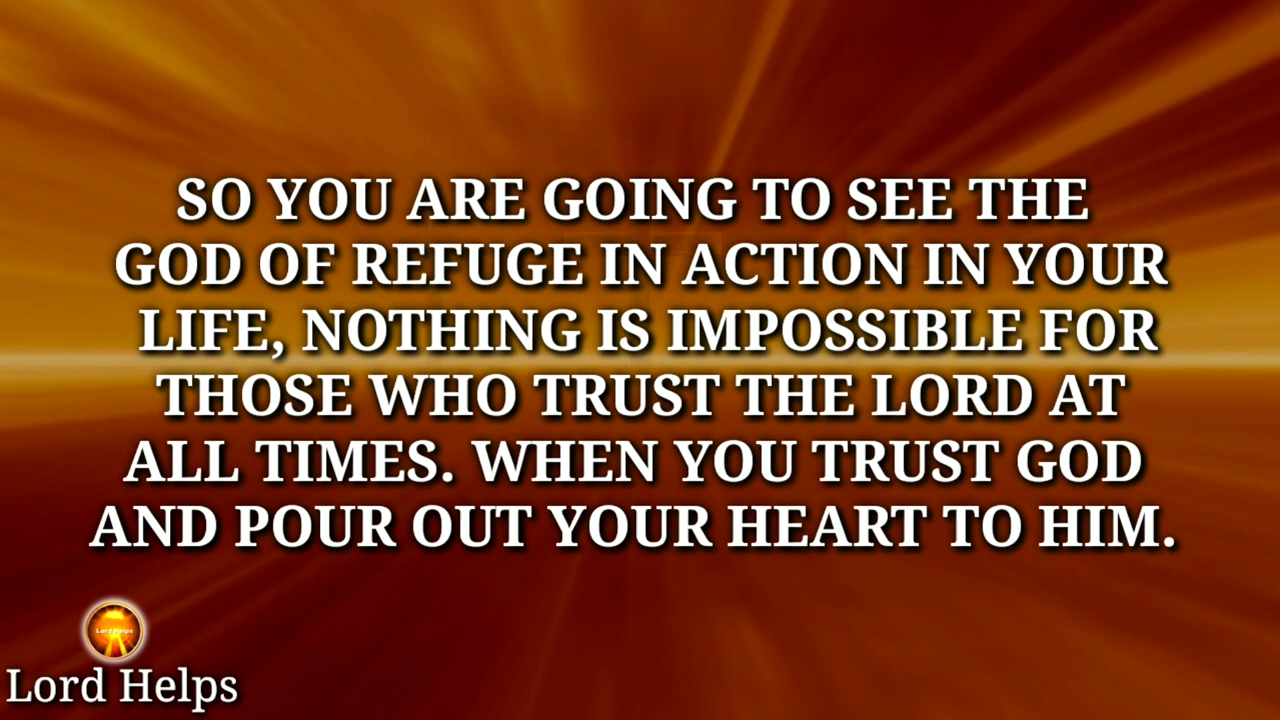 SO YOU ARE GOING TO SEE THE
GOD OF REFUGE IN ACTION IN YOUR
LIFE, NOTHING IS IMPOSSIBLE FOR
THOSE WHO TRUST THE LORD AT
ALL TIMES. WHEN YOU TRUST GOD
AND POUR OUT YOUR HEART TO HIM.
Lord Helps
Lord Helps